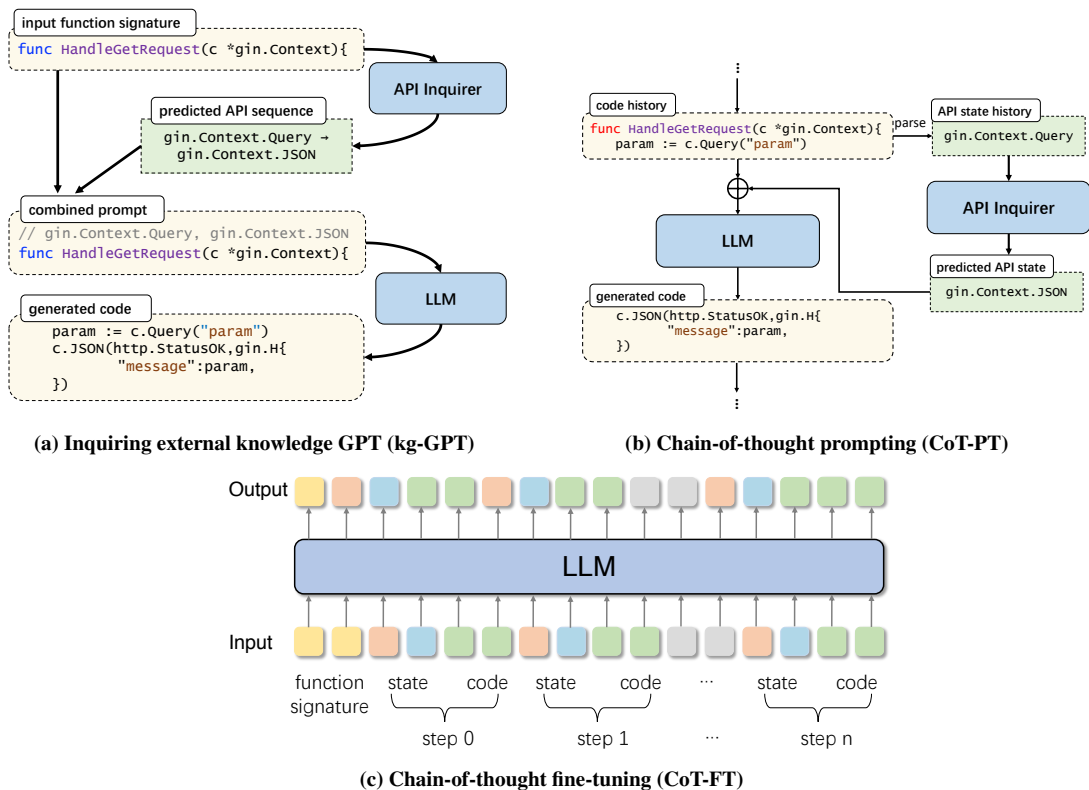 input function signature
func HandleGetRequest(c *gin.Context){
API Inquirer
predicted API sequence
gin.Context.Query →
gin.Context.JSON
combined prompt
// gin.Context.Query, gin.Context.JSON
func HandleGetRequest(c *gin.Context){
LLM
generated code
param := c.Query("param")
c.JSON(http.StatusOK,gin.H{
"message":param,
})
(a) Inquiring external knowledge GPT (kg-GPT)
⋮
code history
func HandleGetRequest(c *gin.Context){
param := c.Query("param")
parse
API state history
gin.Context.Query
API Inquirer
predicted API state
gin.Context.JSON
LLM
generated code
c.JSON(http.StatusOK,gin.H{
"message":param,
})
⋮
(b) Chain-of-thought prompting (CoT-PT)
Output
LLM
Input
function signature state code state code ... state code
step 0 step 1 ... step n
(c) Chain-of-thought fine-tuning (CoT-FT)